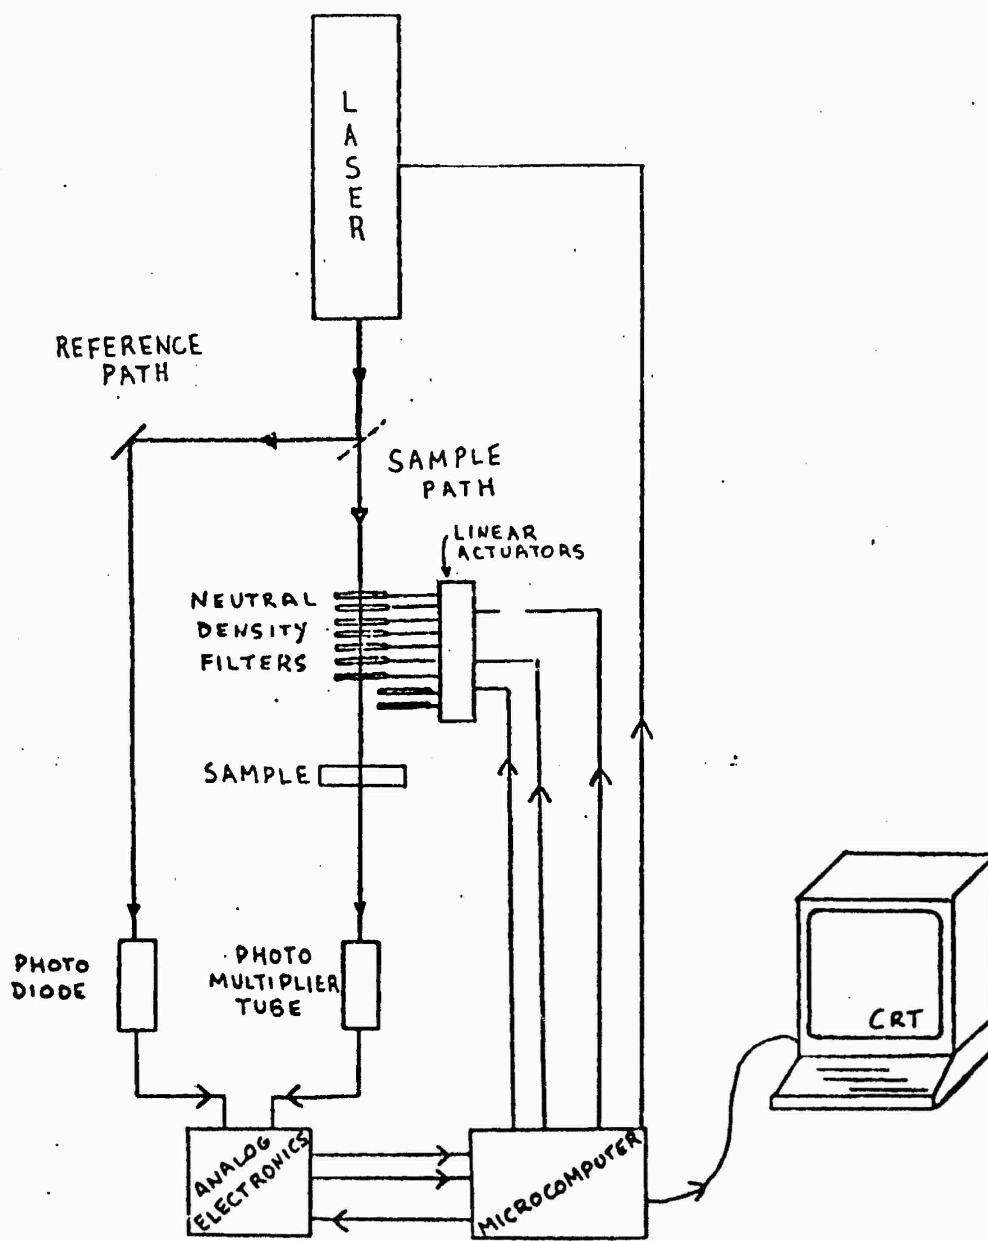 LASER
REFERENCE
PATH
SAMPLE
PATH
LINEAR
ACTUATORS
NEUTRAL
DENSITY
FILTERS
SAMPLE
PHOTO
DIODE
PHOTO
MULTIPLIER
TUBE
CRT
ANALOG
ELECTRONICS
MICROCOMPUTER